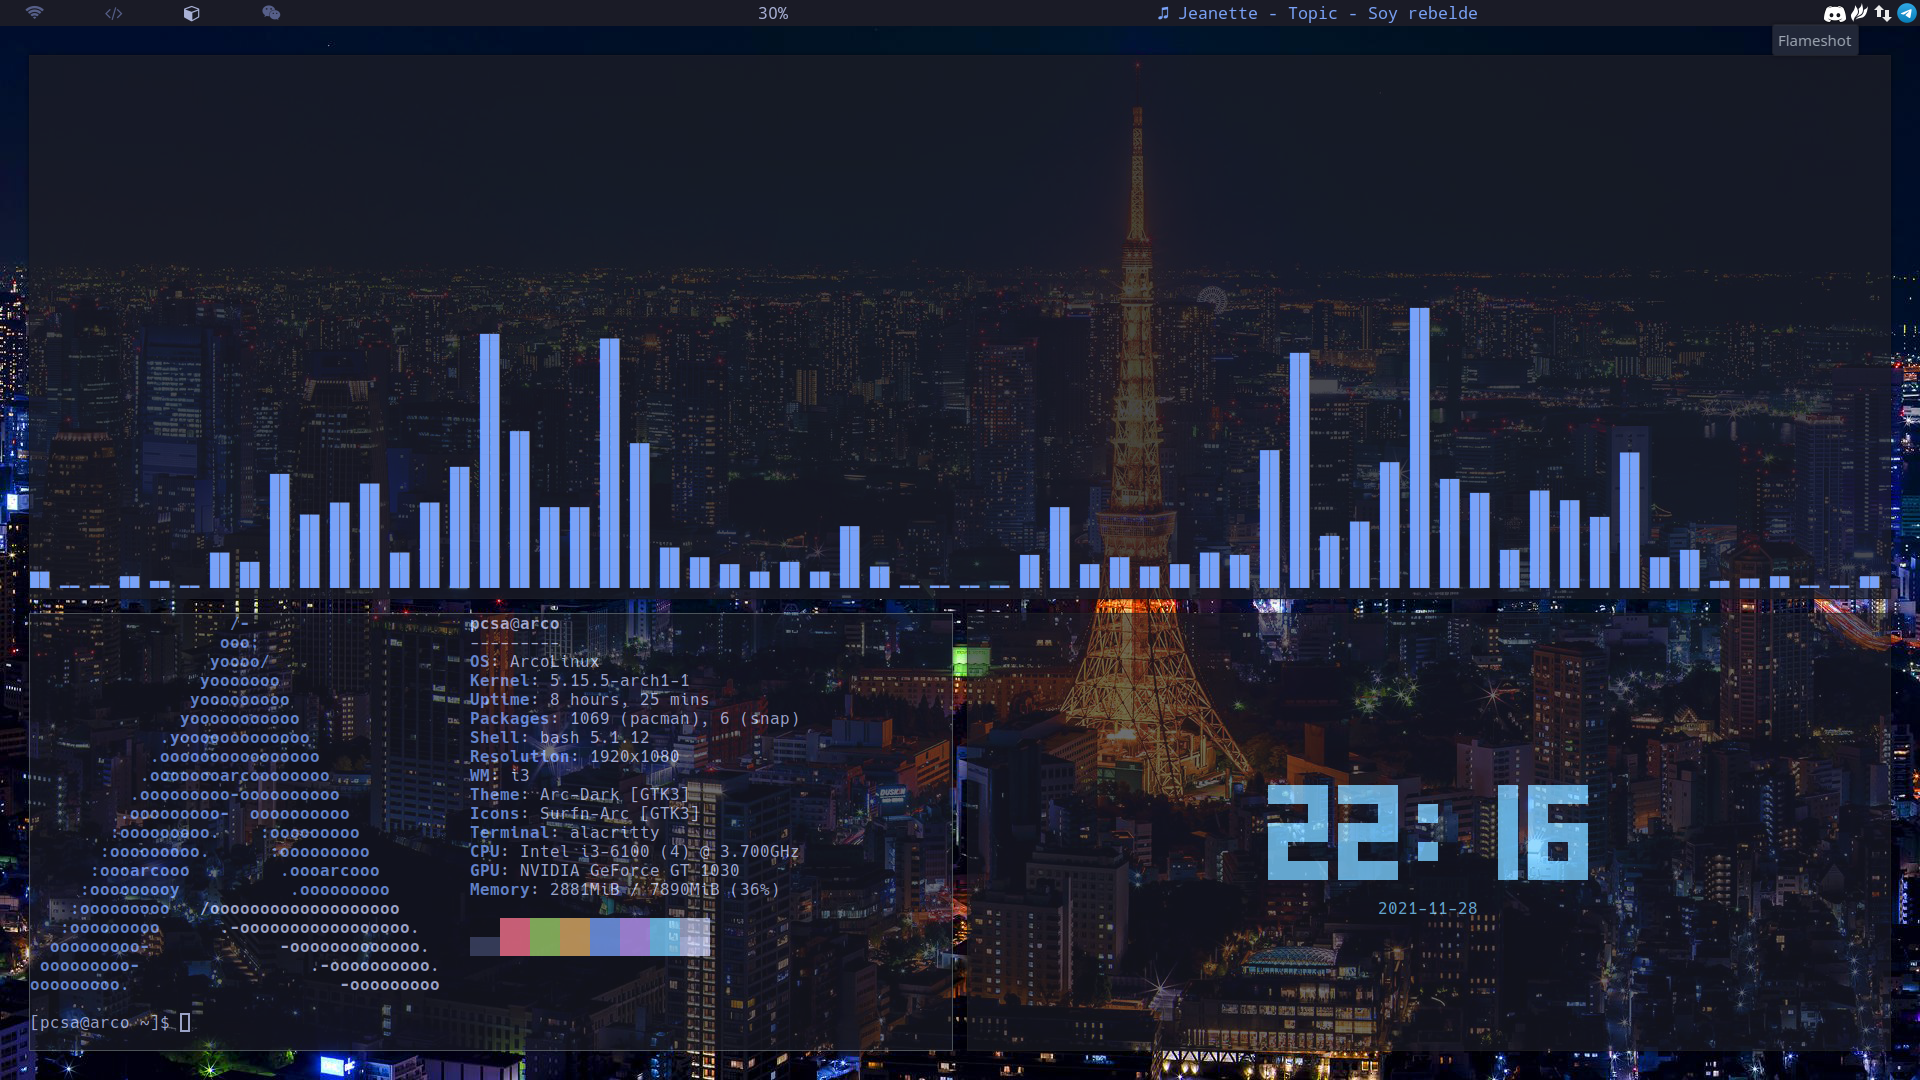 30%
♫ Jeanette - Topic - Soy rebelde
Flameshot
/-
ooo:
yoooo/
yooooooo
yooooooooo
yooooooooooo
.yooooooooooooo
.oooooooooooooooo
.oooooooarcoooooooo
.ooooooooo-oooooooooo
.ooooooooo-  oooooooooo
:ooooooooo.    :ooooooooo
:ooooooooo.      :ooooooooo
:oooarcooo         .oooarcooo
:ooooooooy           .ooooooooo
:ooooooooo   /ooooooooooooooooooo
:ooooooooo      .-ooooooooooooooooo.
ooooooooo-             -ooooooooooooo.
ooooooooo-                 .-oooooooooo.
ooooooooo.                     -ooooooooo
pcsa@arco
---------
OS: ArcoLinux
Kernel: 5.15.5-arch1-1
Uptime: 8 hours, 25 mins
Packages: 1069 (pacman), 6 (snap)
Shell: bash 5.1.12
Resolution: 1920x1080
WM: i3
Theme: Arc-Dark [GTK3]
Icons: Surfn-Arc [GTK3]
Terminal: alacritty
CPU: Intel i3-6100 (4) @ 3.700GHz
GPU: NVIDIA GeForce GT 1030
Memory: 2881MiB / 7890MiB (36%)
[pcsa@arco ~]$
22:16
2021-11-28